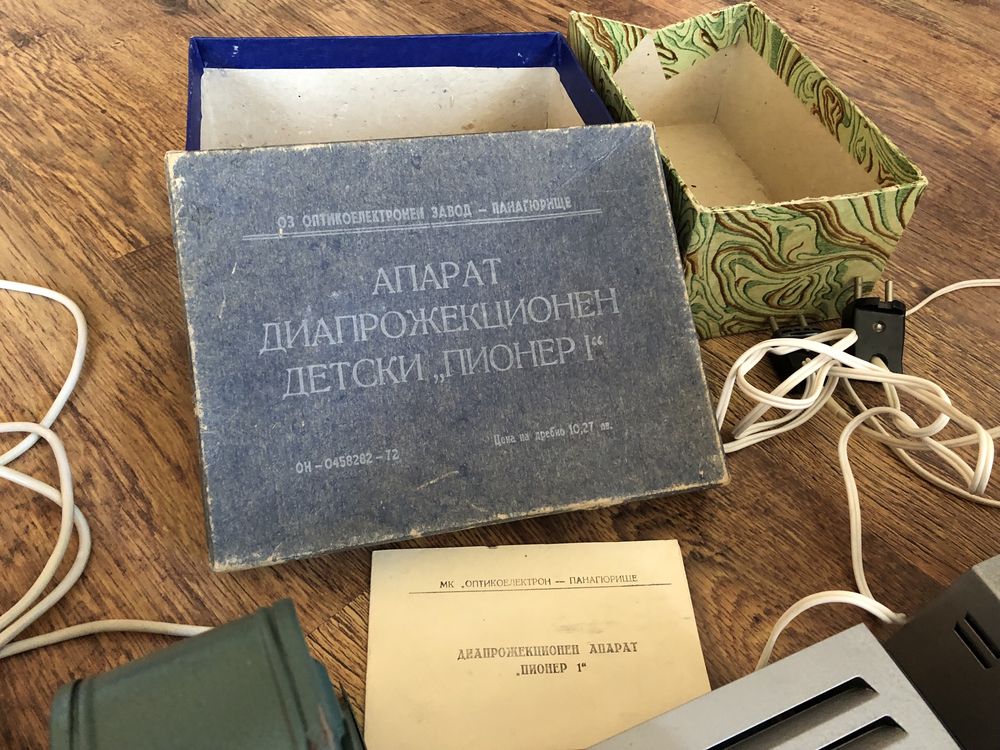 ОЗ ОПТИКОЕЛЕКТРОНЕН ЗАВОД — ПАНАГЮРИЩЕ
АПАРАТ
ДИАПРОЖЕКЦИОНЕН
ДЕТСКИ „ПИОНЕР I“
Цена на дребно 10,27 лв.
ОН — 0458282 — 72
МК „ОПТИКОЕЛЕКТРОН — ПАНАГЮРИЩЕ
ДИАПРОЖЕКЦИОНЕН АПАРАТ
„ПИОНЕР 1“